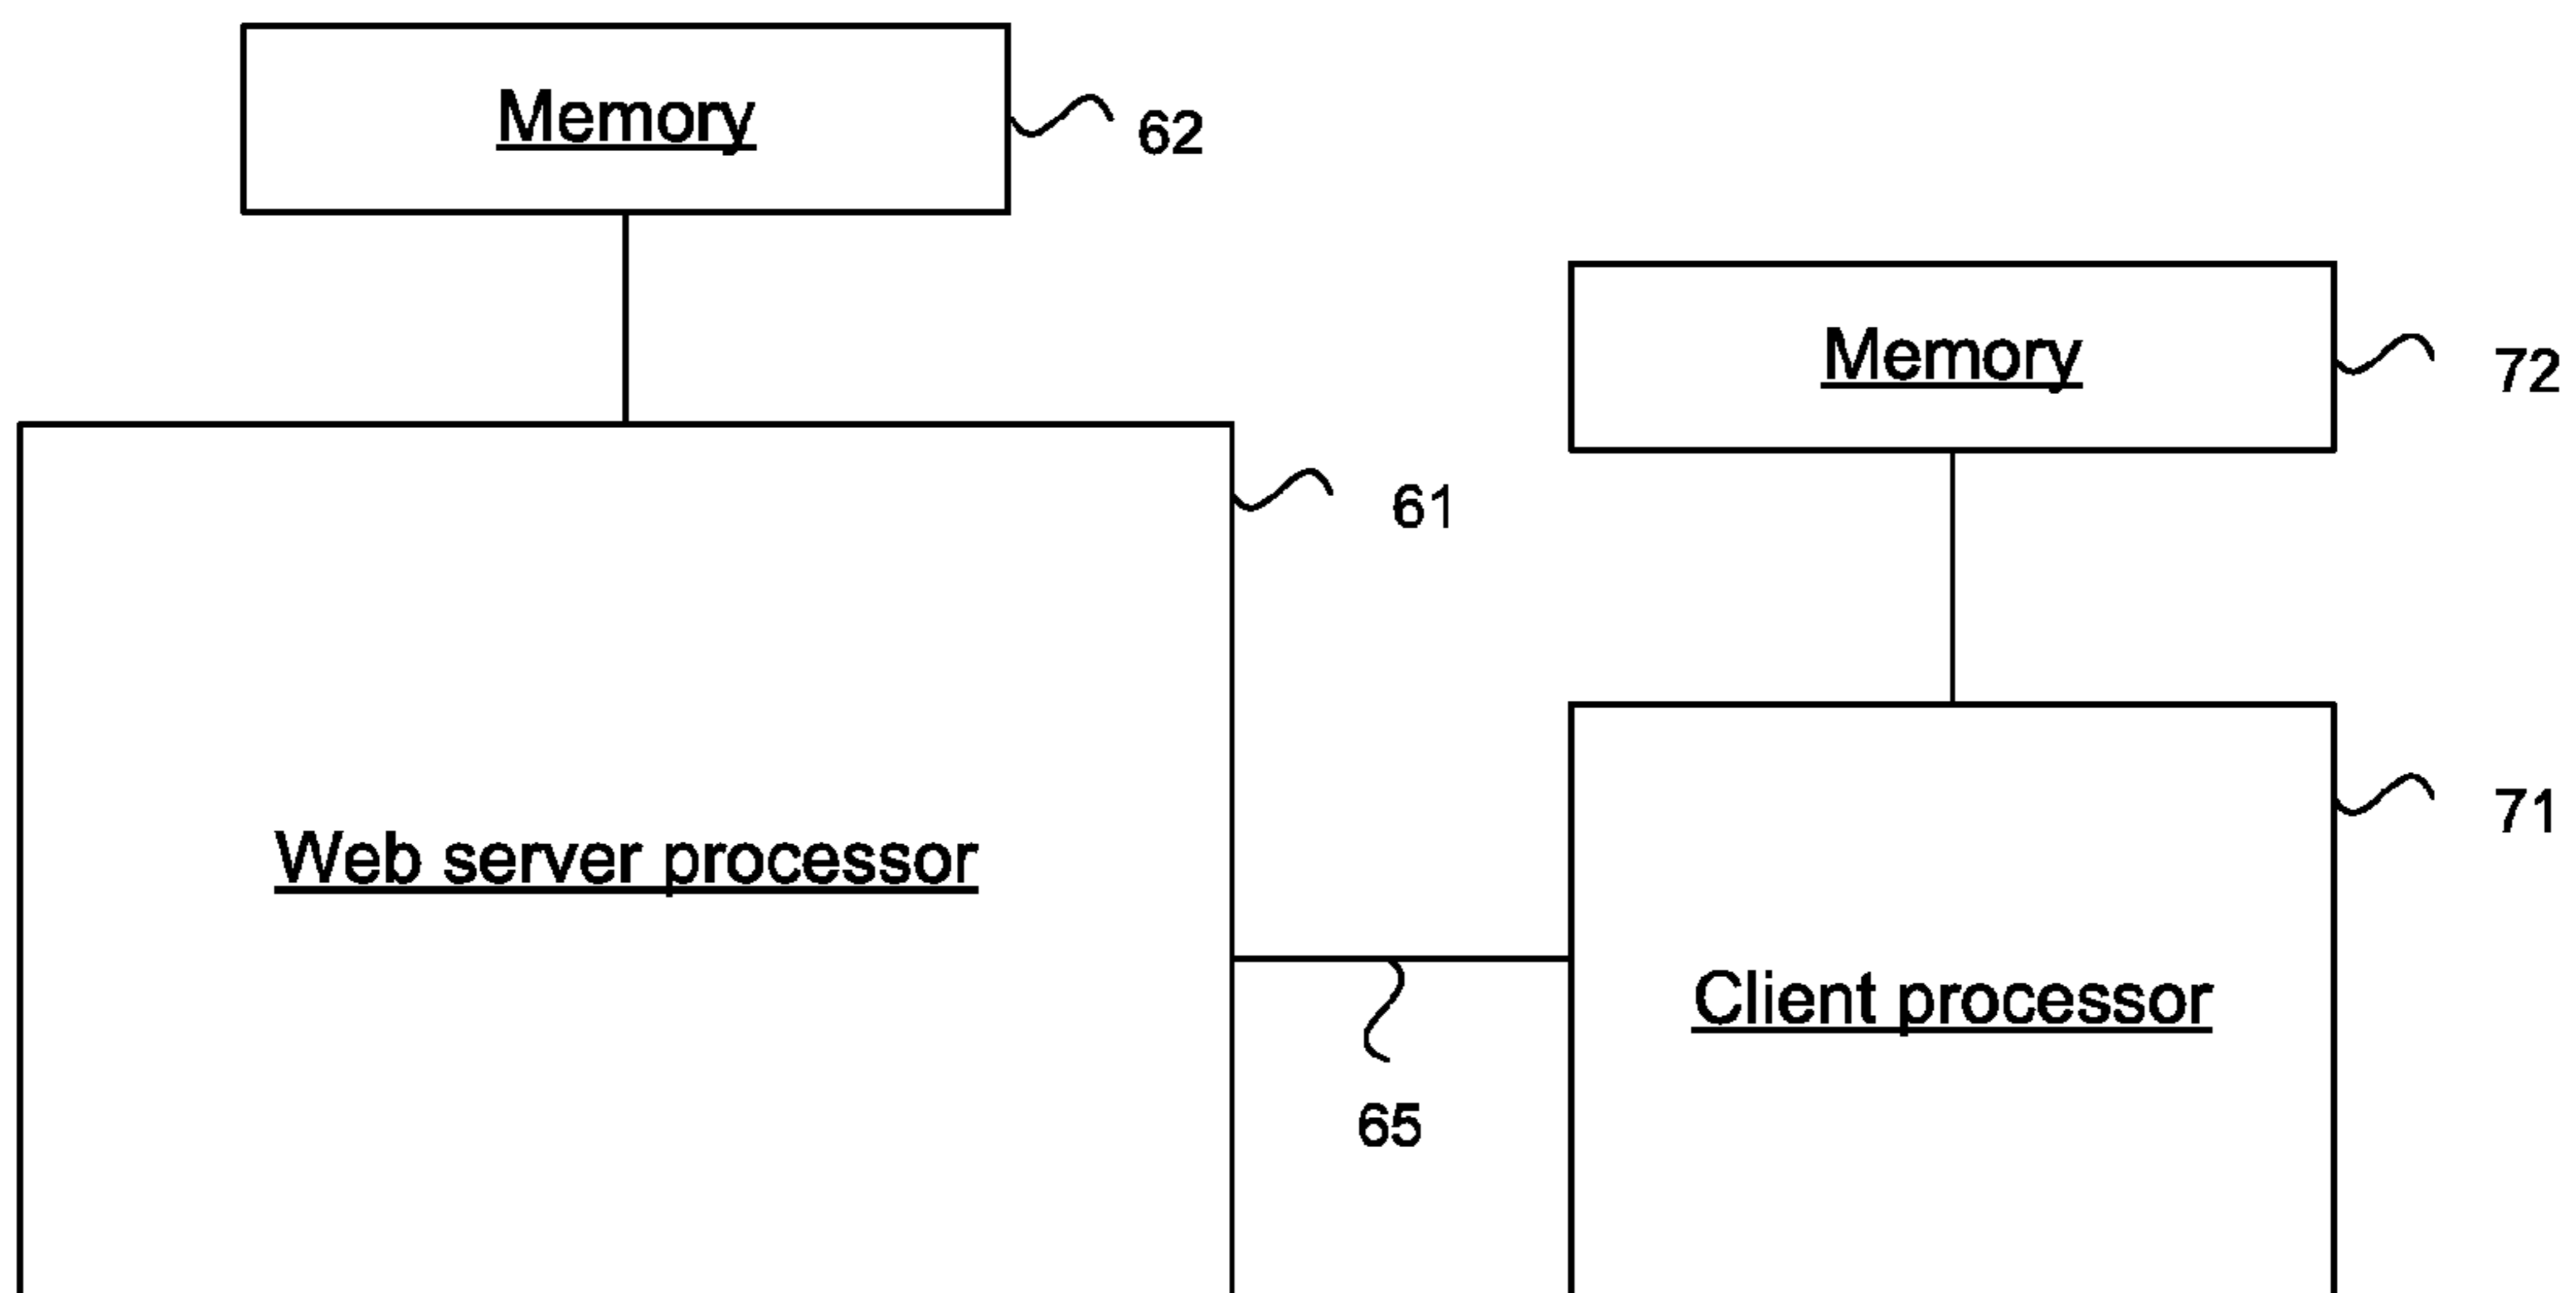 Memory
62
Memory
72
61
71
Web server processor
Client processor
65